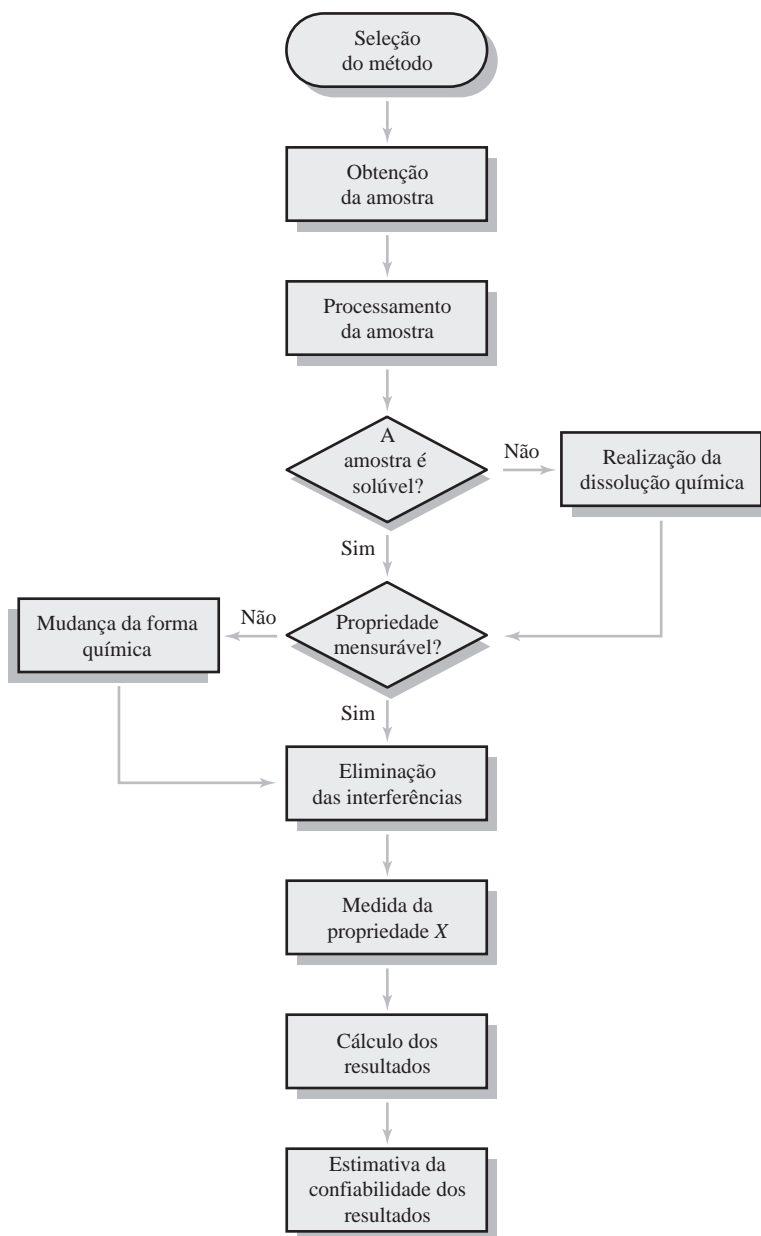 Seleção
do método
Obtenção
da amostra
Processamento
da amostra
A
amostra é
solúvel?
Não
Realização da
dissolução química
Sim
Mudança da forma
química
Não
Propriedade
mensurável?
Sim
Eliminação
das interferências
Medida da
propriedade X
Cálculo dos
resultados
Estimativa da
confiabilidade dos
resultados